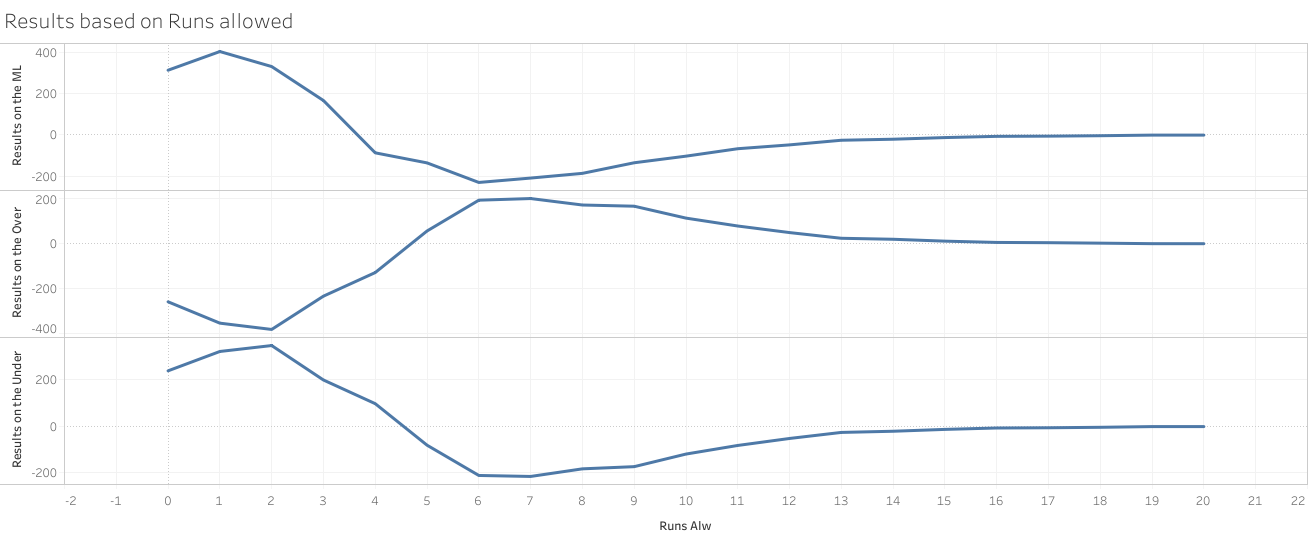 Results based on Runs allowed
Results on the ML
400
200
0
-200
Results on the Over
200
0
-200
-400
Results on the Under
200
0
-200
-2 -1 0 1 2 3 4 5 6 7 8 9 10 11 12 13 14 15 16 17 18 19 20 21 22
Runs Alw